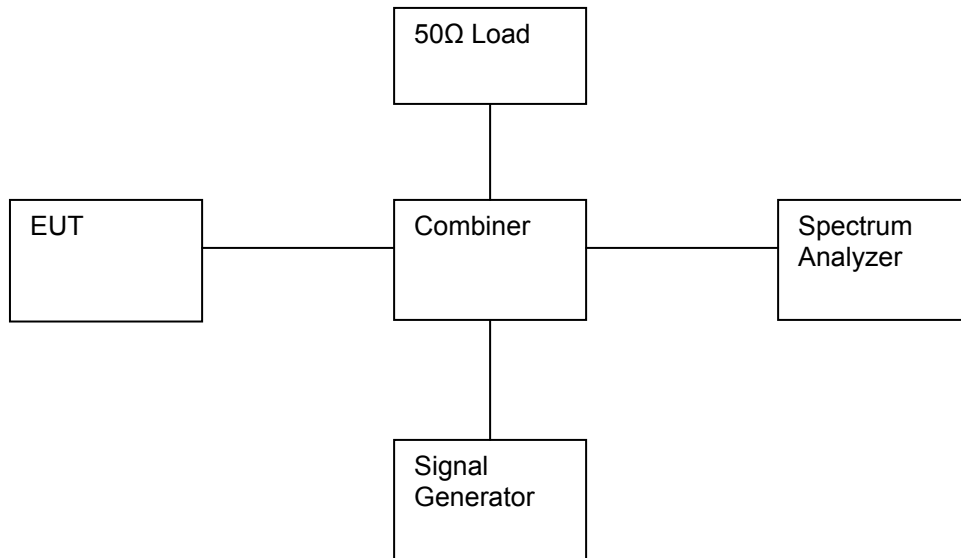 50Ω Load
EUT
Combiner
Spectrum
Analyzer
Signal
Generator